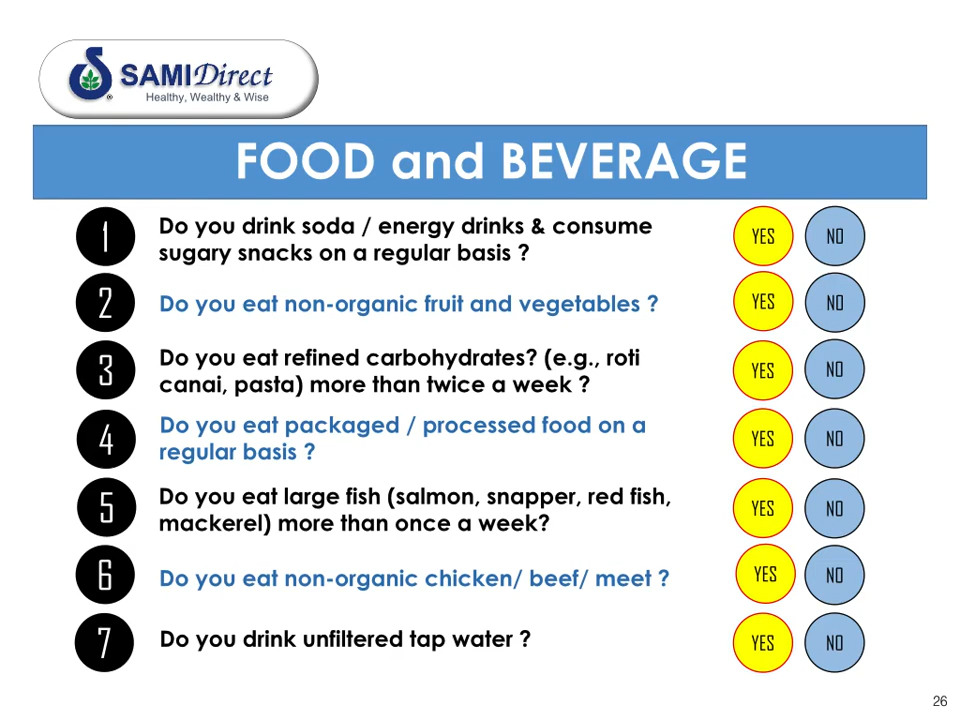 SAMIDirect
®
Healthy, Wealthy & Wise
FOOD and BEVERAGE
1
Do you drink soda / energy drinks & consume
sugary snacks on a regular basis ?
YES
NO
2
Do you eat non-organic fruit and vegetables ?
YES
NO
3
Do you eat refined carbohydrates? (e.g., roti
canai, pasta) more than twice a week ?
YES
NO
4
Do you eat packaged / processed food on a
regular basis ?
YES
NO
5
Do you eat large fish (salmon, snapper, red fish,
mackerel) more than once a week?
YES
NO
6
Do you eat non-organic chicken/ beef/ meet ?
YES
NO
7
Do you drink unfiltered tap water ?
YES
NO
26